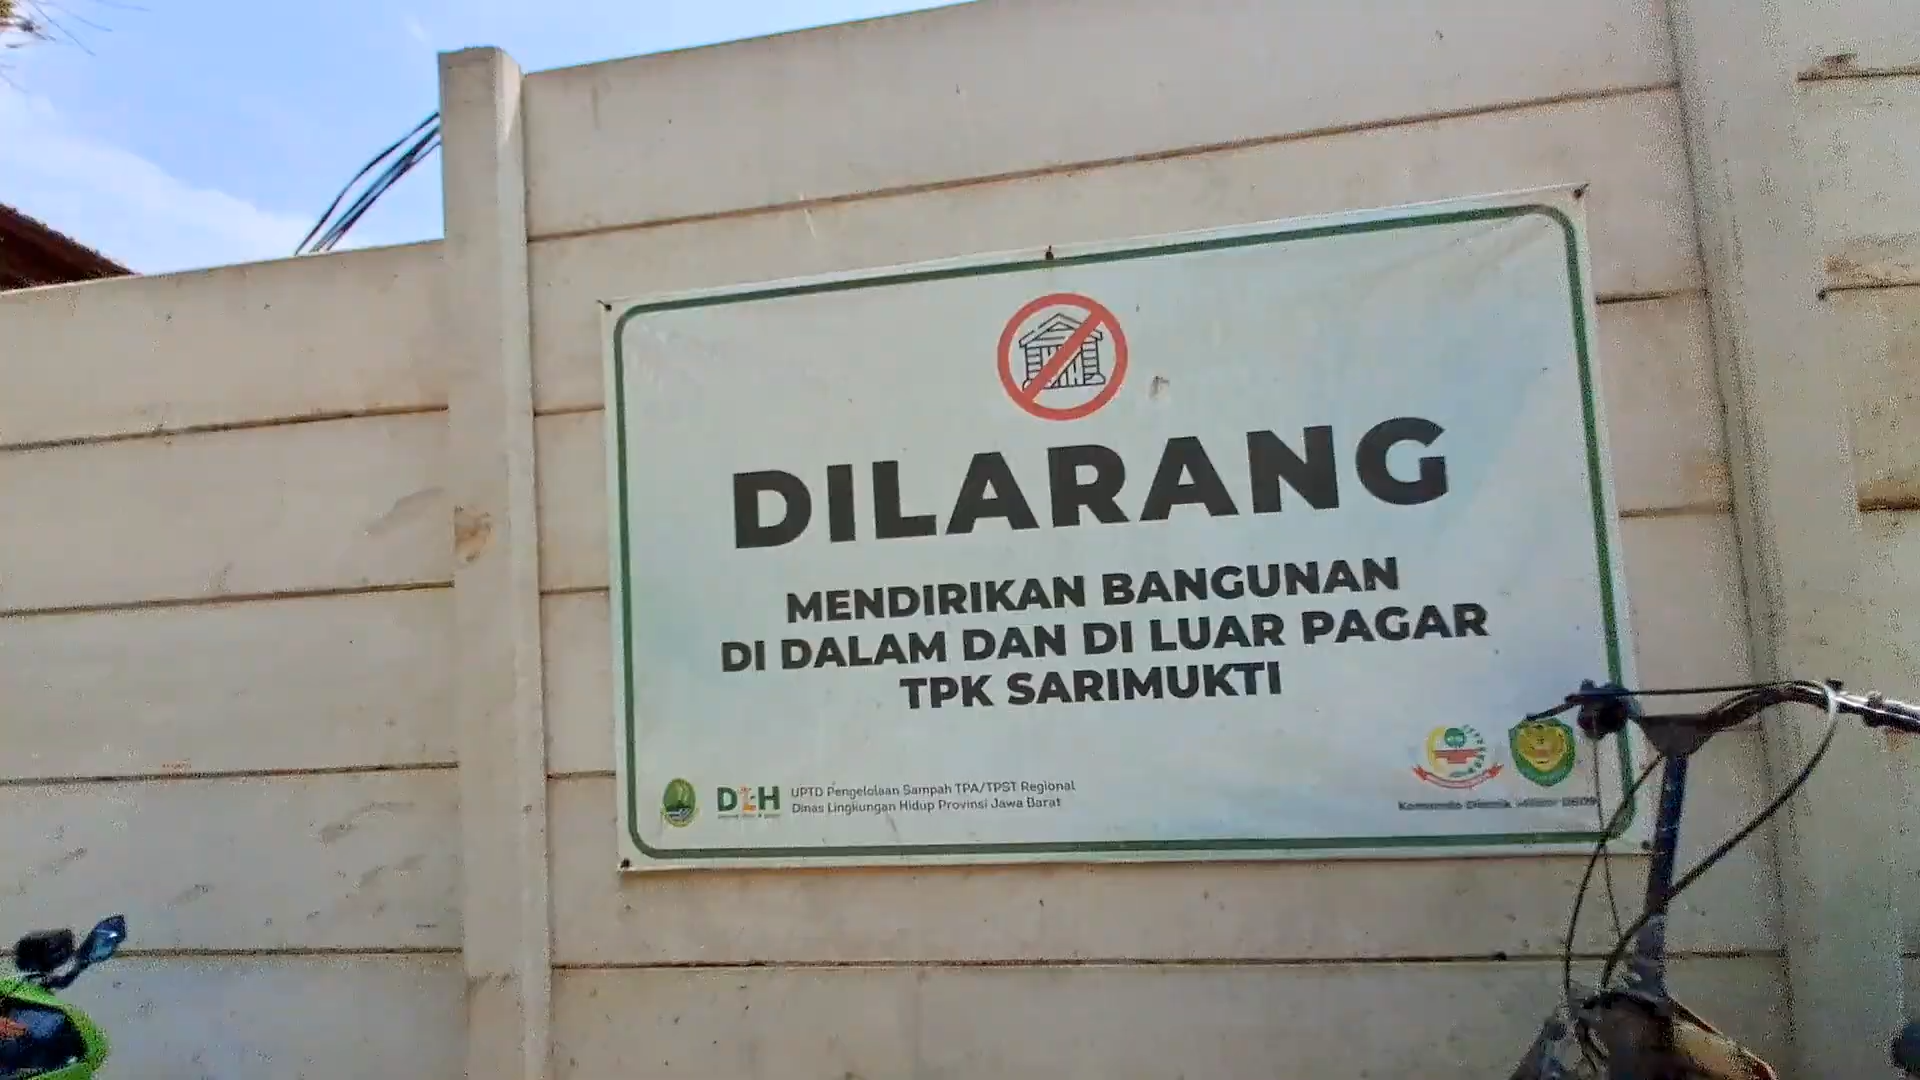 DILARANG
MENDIRIKAN BANGUNAN
DI DALAM DAN DI LUAR PAGAR
TPK SARIMUKTI
DLH
UPTD Pengelolaan Sampah TPA/TPST Regional
Dinas Lingkungan Hidup Provinsi Jawa Barat
Komando